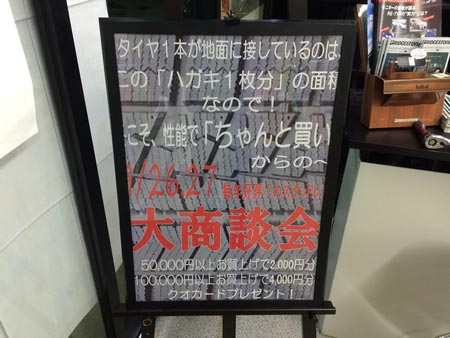 タイヤ1本が地面に接しているのは
この「ハガキ1枚分」の面積
なので!
こそ、性能で「ちゃんと買い
からの~
/26.27
大商談会
50,000円以上お買上げで2,000円分
100,000円以上お買上げで4,000円分
クオカードプレゼント!
BRIDGESTONE